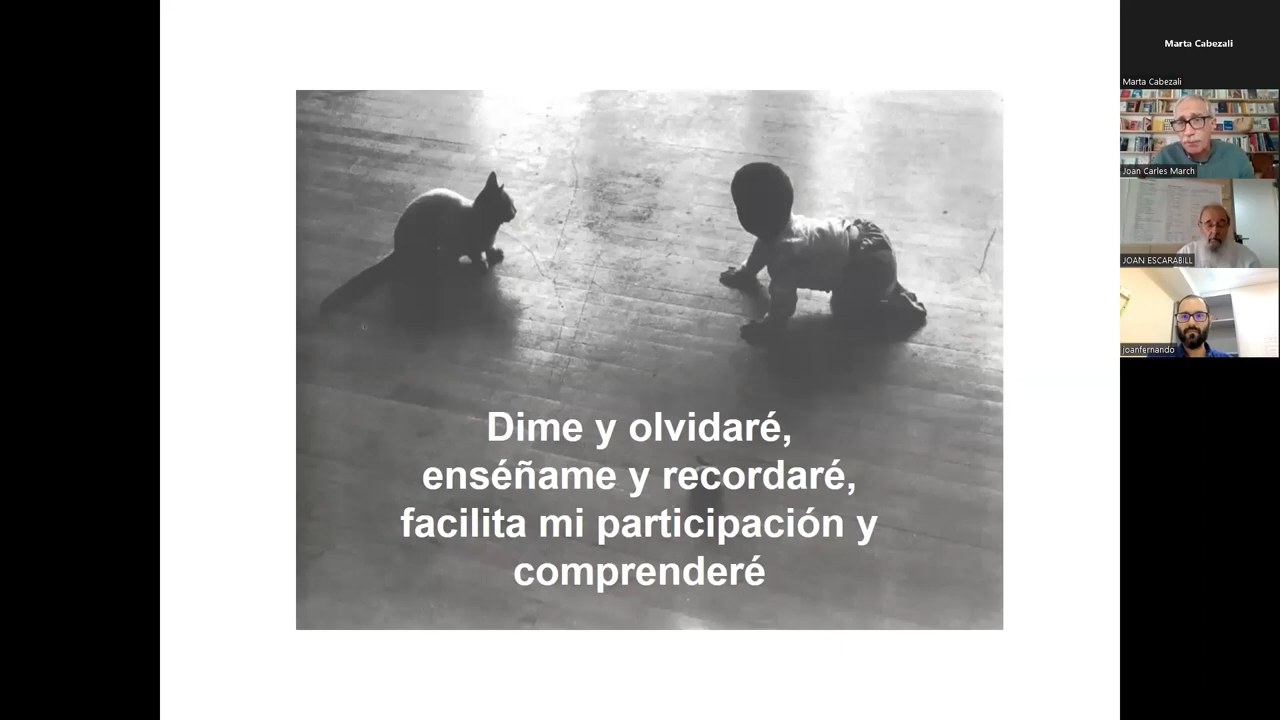 Dime y olvidaré,
enséñame y recordaré,
facilita mi participación y
comprenderé
Marta Cabezali
Marta Cabezali
Joan Carles March
JOAN ESCARABILL
joanfernando